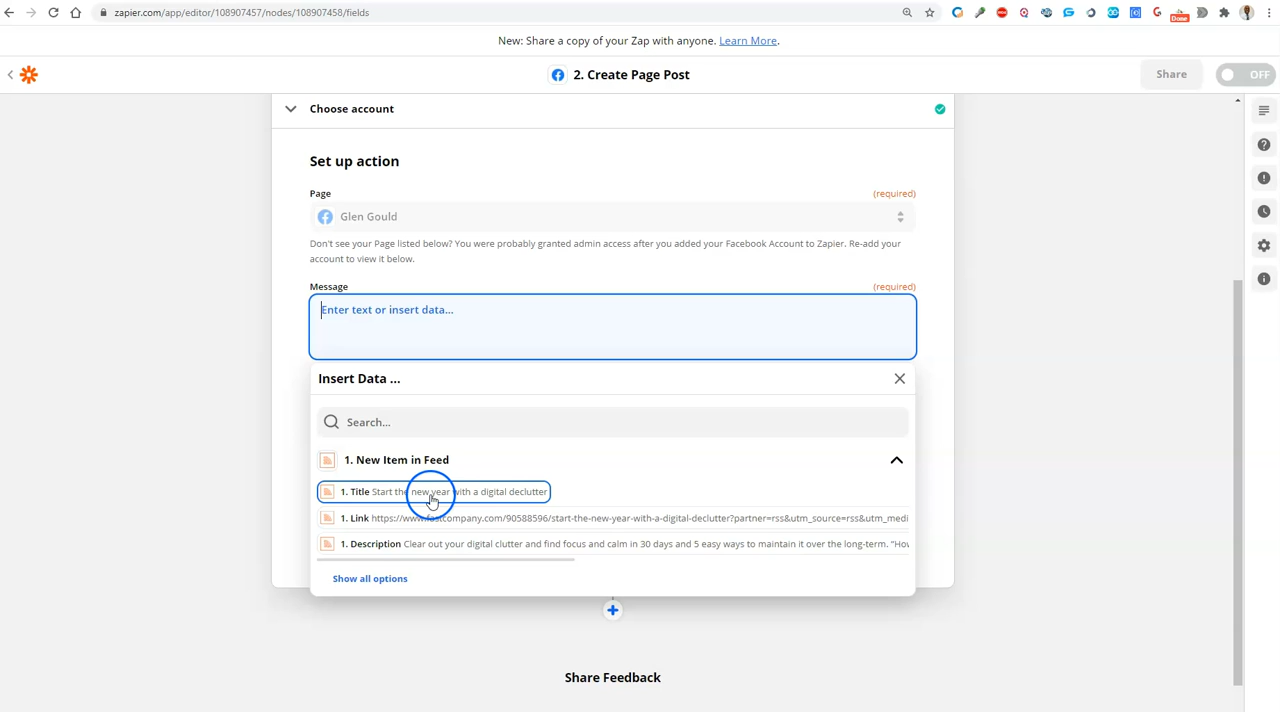 zapier.com/app/editor/108907457/nodes/108907458/fields
Done
New: Share a copy of your Zap with anyone. Learn More.
2. Create Page Post
Share
OFF
Choose account
Set up action
Page
(required)
Glen Gould
Don't see your Page listed below? You were probably granted admin access after you added your Facebook Account to Zapier. Re-add your
account to view it below.
Message
(required)
Enter text or insert data...
Insert Data ...
Search...
1. New Item in Feed
1. Title Start the new year with a digital declutter
1. Link https://www.fastcompany.com/90588596/start-the-new-year-with-a-digital-declutter?partner=rss&utm_source=rss&utm_medi
1. Description Clear out your digital clutter and find focus and calm in 30 days and 5 easy ways to maintain it over the long-term. “How
Show all options
Share Feedback